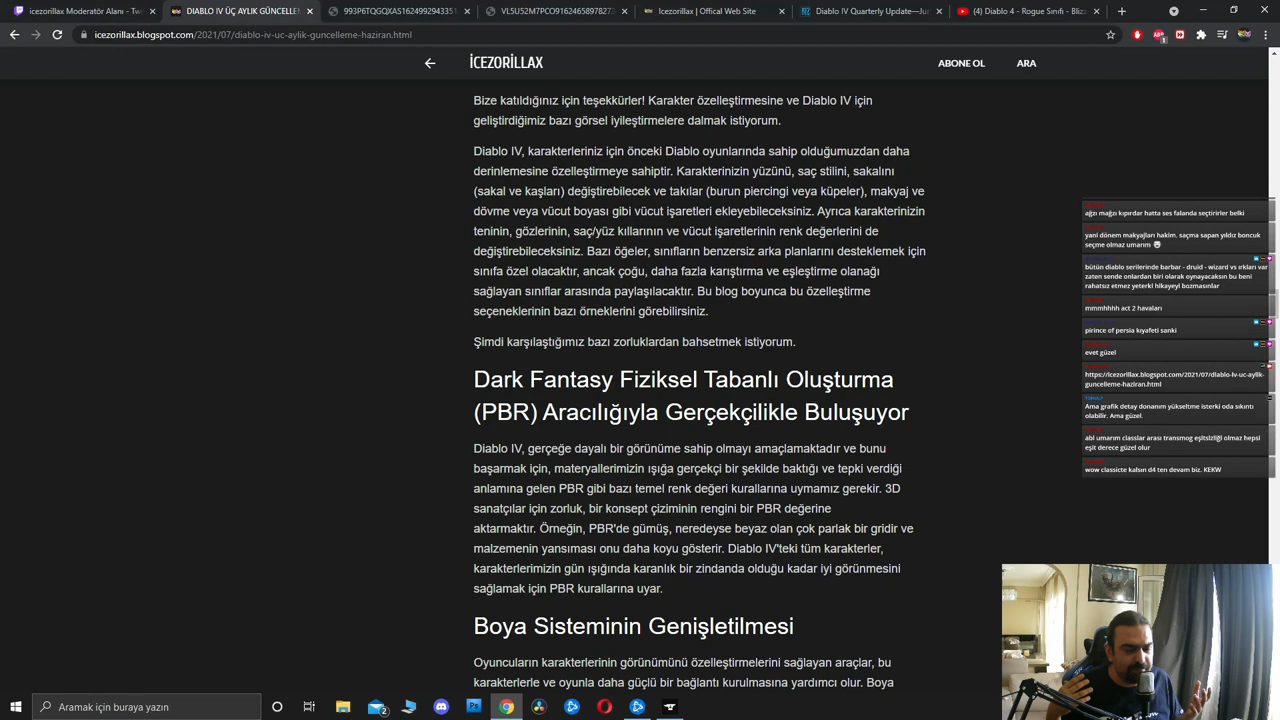 icezorillax Moderatör Alanı - Tw
DIABLO IV ÜÇ AYLIK GÜNCELLE
993P6TQGQXAS1624992943351
VL5U52M7PCO9162465897827
Icezorillax | Offical Web Site
Diablo IV Quarterly Update—Ju
(4) Diablo 4 - Rogue Sınıfı - Bliz
icezorillax.blogspot.com/2021/07/diablo-iv-uc-aylik-guncelleme-haziran.html
İCEZORİLLAX
ABONE OL
ARA
Bize katıldığınız için teşekkürler! Karakter özelleştirmesine ve Diablo IV için
geliştirdiğimiz bazı görsel iyileştirmelere dalmak istiyorum.
Diablo IV, karakterleriniz için önceki Diablo oyunlarında sahip olduğumuzdan daha
derinlemesine özelleştirmeye sahiptir. Karakterinizin yüzünü, saç stilini, sakalını
(sakal ve kaşları) değiştirebilecek ve takılar (burun piercingi veya küpeler), makyaj ve
dövme veya vücut boyası gibi vücut işaretleri ekleyebileceksiniz. Ayrıca karakterinizin
teninin, gözlerinin, saç/yüz kıllarının ve vücut işaretlerinin renk değerlerini de
değiştirebileceksiniz. Bazı öğeler, sınıfların benzersiz arka planlarını desteklemek için
sınıfa özel olacaktır, ancak çoğu, daha fazla karıştırma ve eşleştirme olanağı
sağlayan sınıflar arasında paylaşılacaktır. Bu blog boyunca bu özelleştirme
seçeneklerinin bazı örneklerini görebilirsiniz.
Şimdi karşılaştığımız bazı zorluklardan bahsetmek istiyorum.
Dark Fantasy Fiziksel Tabanlı Oluşturma
(PBR) Aracılığıyla Gerçekçilikle Buluşuyor
Diablo IV, gerçeğe dayalı bir görünüme sahip olmayı amaçlamaktadır ve bunu
başarmak için, materyallerimizin ışığa gerçekçi bir şekilde baktığı ve tepki verdiği
anlamına gelen PBR gibi bazı temel renk değeri kurallarına uymamız gerekir. 3D
sanatçılar için zorluk, bir konsept çiziminin rengini bir PBR değerine
aktarmaktır. Örneğin, PBR'de gümüş, neredeyse beyaz olan çok parlak bir gridir ve
malzemenin yansıması onu daha koyu gösterir. Diablo IV'teki tüm karakterler,
karakterlerimizin gün ışığında karanlık bir zindanda olduğu kadar iyi görünmesini
sağlamak için PBR kurallarına uyar.
Boya Sisteminin Genişletilmesi
Oyuncuların karakterlerinin görünümünü özelleştirmelerini sağlayan araçlar, bu
karakterlerle ve oyunla daha güçlü bir bağlantı kurulmasına yardımcı olur. Boya
ağzı mağzı kıpırdar hatta ses falanda seçtirirler belki
yani dönem makyajları hakim. saçma sapan yıldız boncuk
seçme olmaz umarım
bütün diablo serilerinde barbar - druid - wizard vs ırkları var
zaten sende onlardan biri olarak oynayacaksın bu beni
rahatsız etmez yeterki hikayeyi bozmasınlar
mmmhhhh act 2 havaları
pirince of persia kıyafeti sanki
evet güzel
https://icezorillax.blogspot.com/2021/07/diablo-iv-uc-aylik-
guncelleme-haziran.html
Ama grafik detay donanım yükseltme isterki oda sıkıntı
olabilir. Ama güzel.
abi umarım classlar arası transmog eşitsizliği olmaz hepsi
eşit derece güzel olur
wow classicte kalsın d4 ten devam biz. KEKW
Aramak için buraya yazın